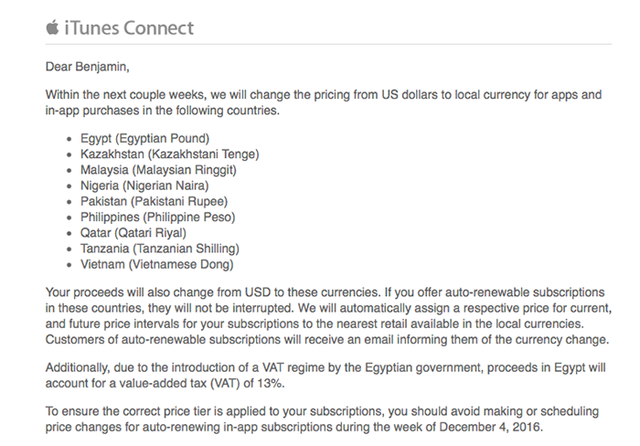 iTunes Connect
Dear Benjamin,
Within the next couple weeks, we will change the pricing from US dollars to local currency for apps and
in-app purchases in the following countries.
• Egypt (Egyptian Pound)
• Kazakhstan (Kazakhstani Tenge)
• Malaysia (Malaysian Ringgit)
• Nigeria (Nigerian Naira)
• Pakistan (Pakistani Rupee)
• Philippines (Philippine Peso)
• Qatar (Qatari Riyal)
• Tanzania (Tanzanian Shilling)
• Vietnam (Vietnamese Dong)
Your proceeds will also change from USD to these currencies. If you offer auto-renewable subscriptions
in these countries, they will not be interrupted. We will automatically assign a respective price for current,
and future price intervals for your subscriptions to the nearest retail available in the local currencies.
Customers of auto-renewable subscriptions will receive an email informing them of the currency change.
Additionally, due to the introduction of a VAT regime by the Egyptian government, proceeds in Egypt will
account for a value-added tax (VAT) of 13%.
To ensure the correct price tier is applied to your subscriptions, you should avoid making or scheduling
price changes for auto-renewing in-app subscriptions during the week of December 4, 2016.